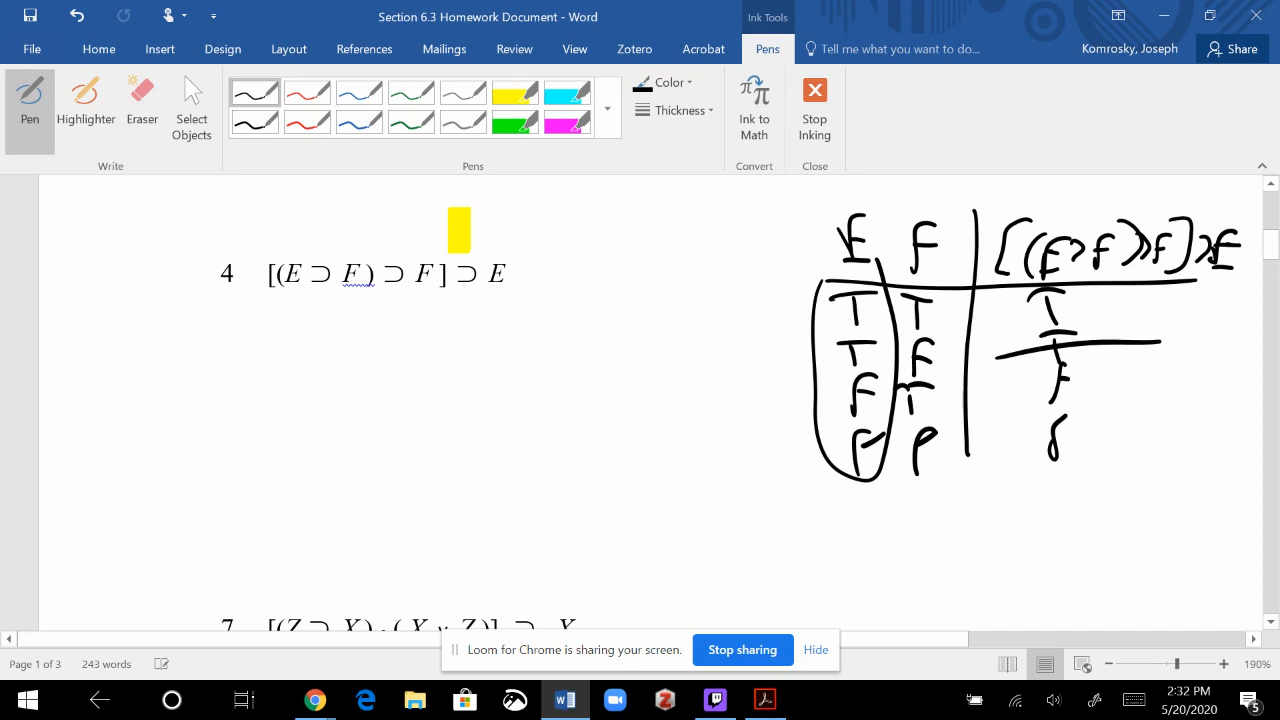 Section 6.3 Homework Document - Word
Ink Tools
File Home Insert Design Layout References Mailings Review View Zotero Acrobat Pens Tell me what you want to do... Komrosky, Joseph Share
Pen Highlighter Eraser Select Objects
Color
Thickness
Ink to Math
Stop Inking
Write Pens Convert Close
E F [(E ⊃ F) ⊃ F] ⊃ E
4 [(E ⊃ F) ⊃ F] ⊃ E
T T T
T F
F T F
F F
7 [(Z ⊃ X) · (X v Z)] ⊃ X
Loom for Chrome is sharing your screen. Stop sharing Hide
Page 1 of 3 243 words 190%
2:32 PM
5/20/2020
5